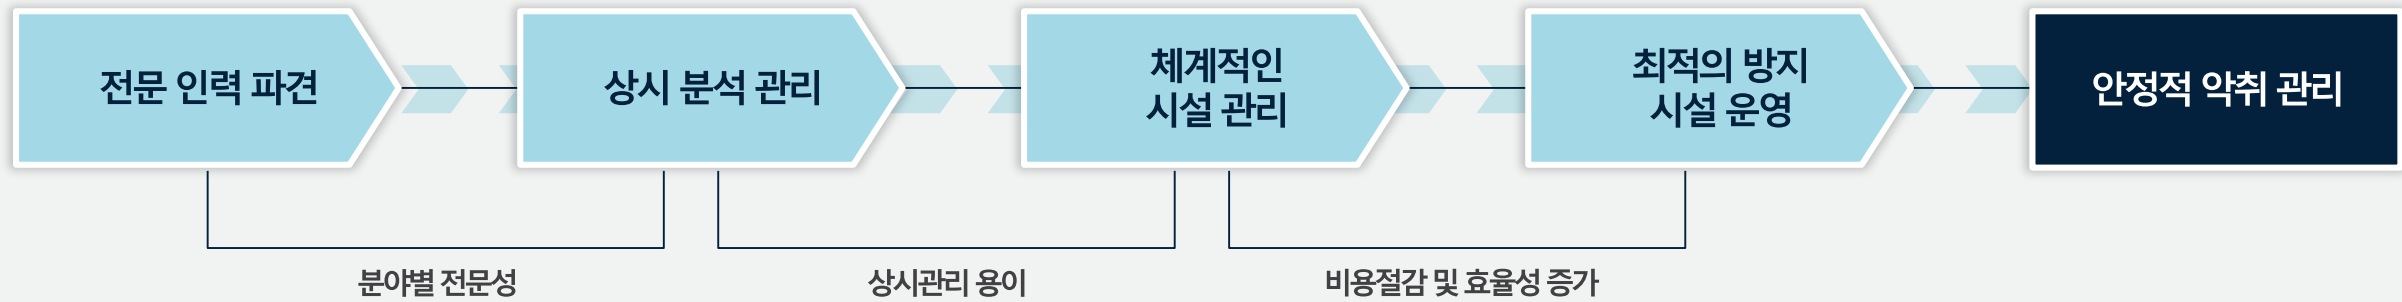 전문 인력 파견
상시 분석 관리
체계적인
시설 관리
최적의 방지
시설 운영
안정적 악취 관리
분야별 전문성
상시관리 용이
비용절감 및 효율성 증가